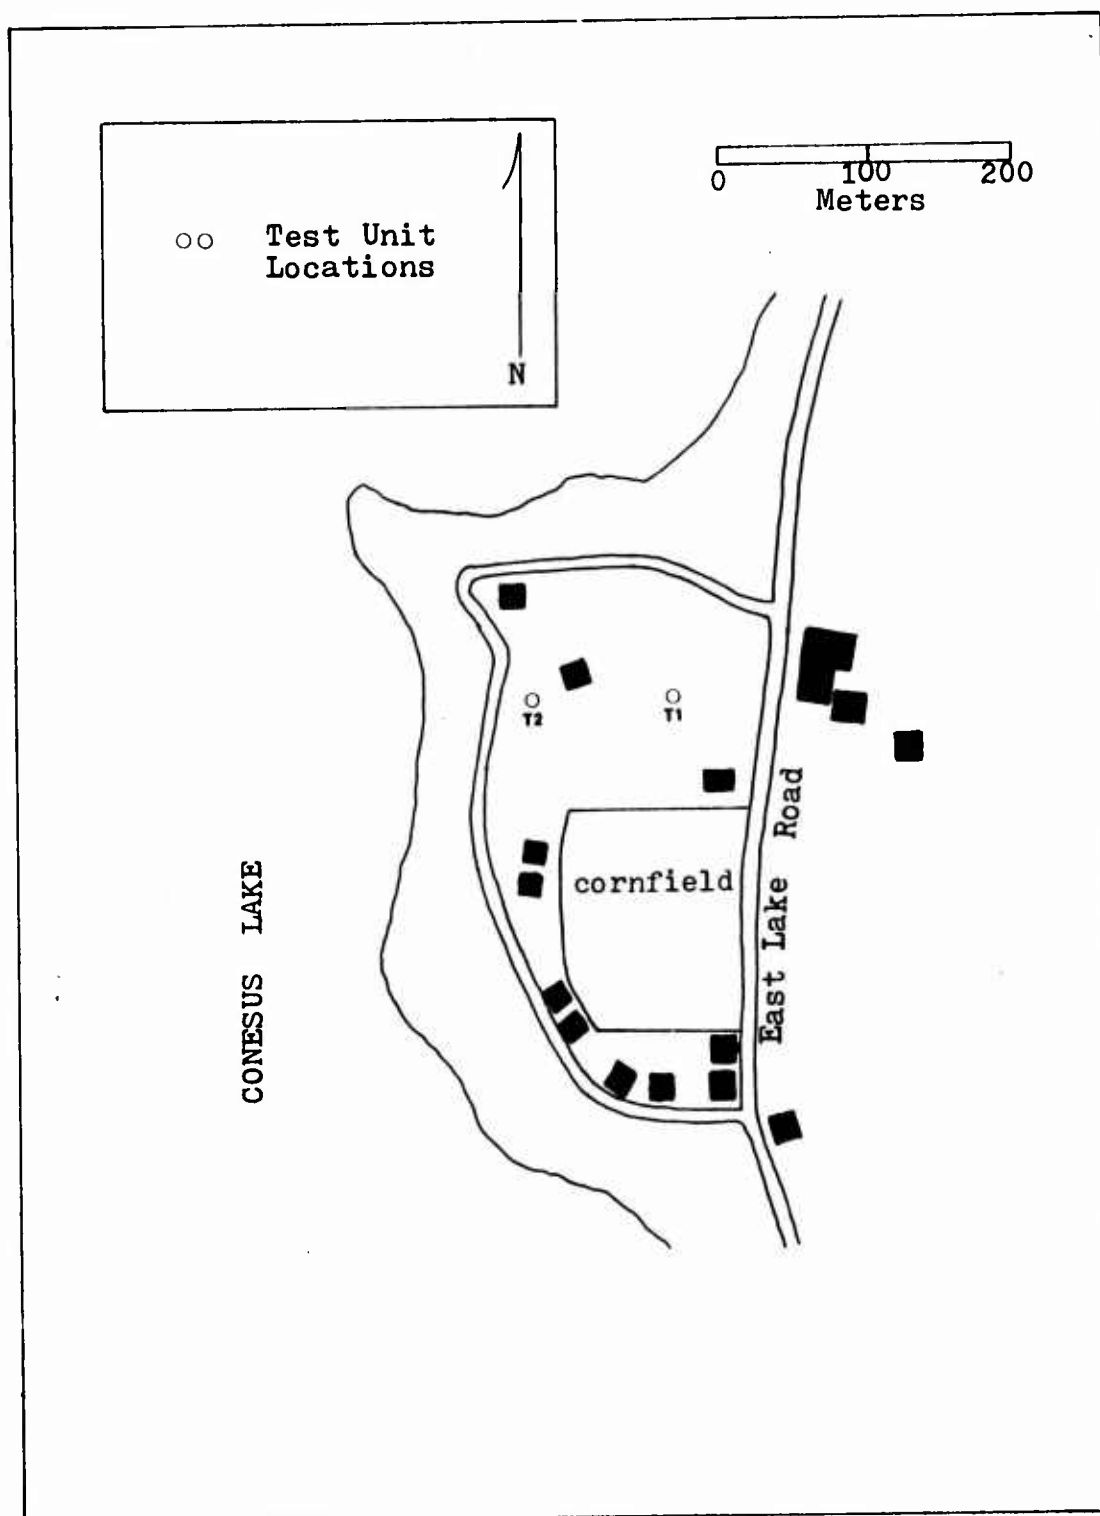 Test Unit
Locations
N
0 100 200
Meters
T2
T1
cornfield
East Lake Road
CONESUS LAKE